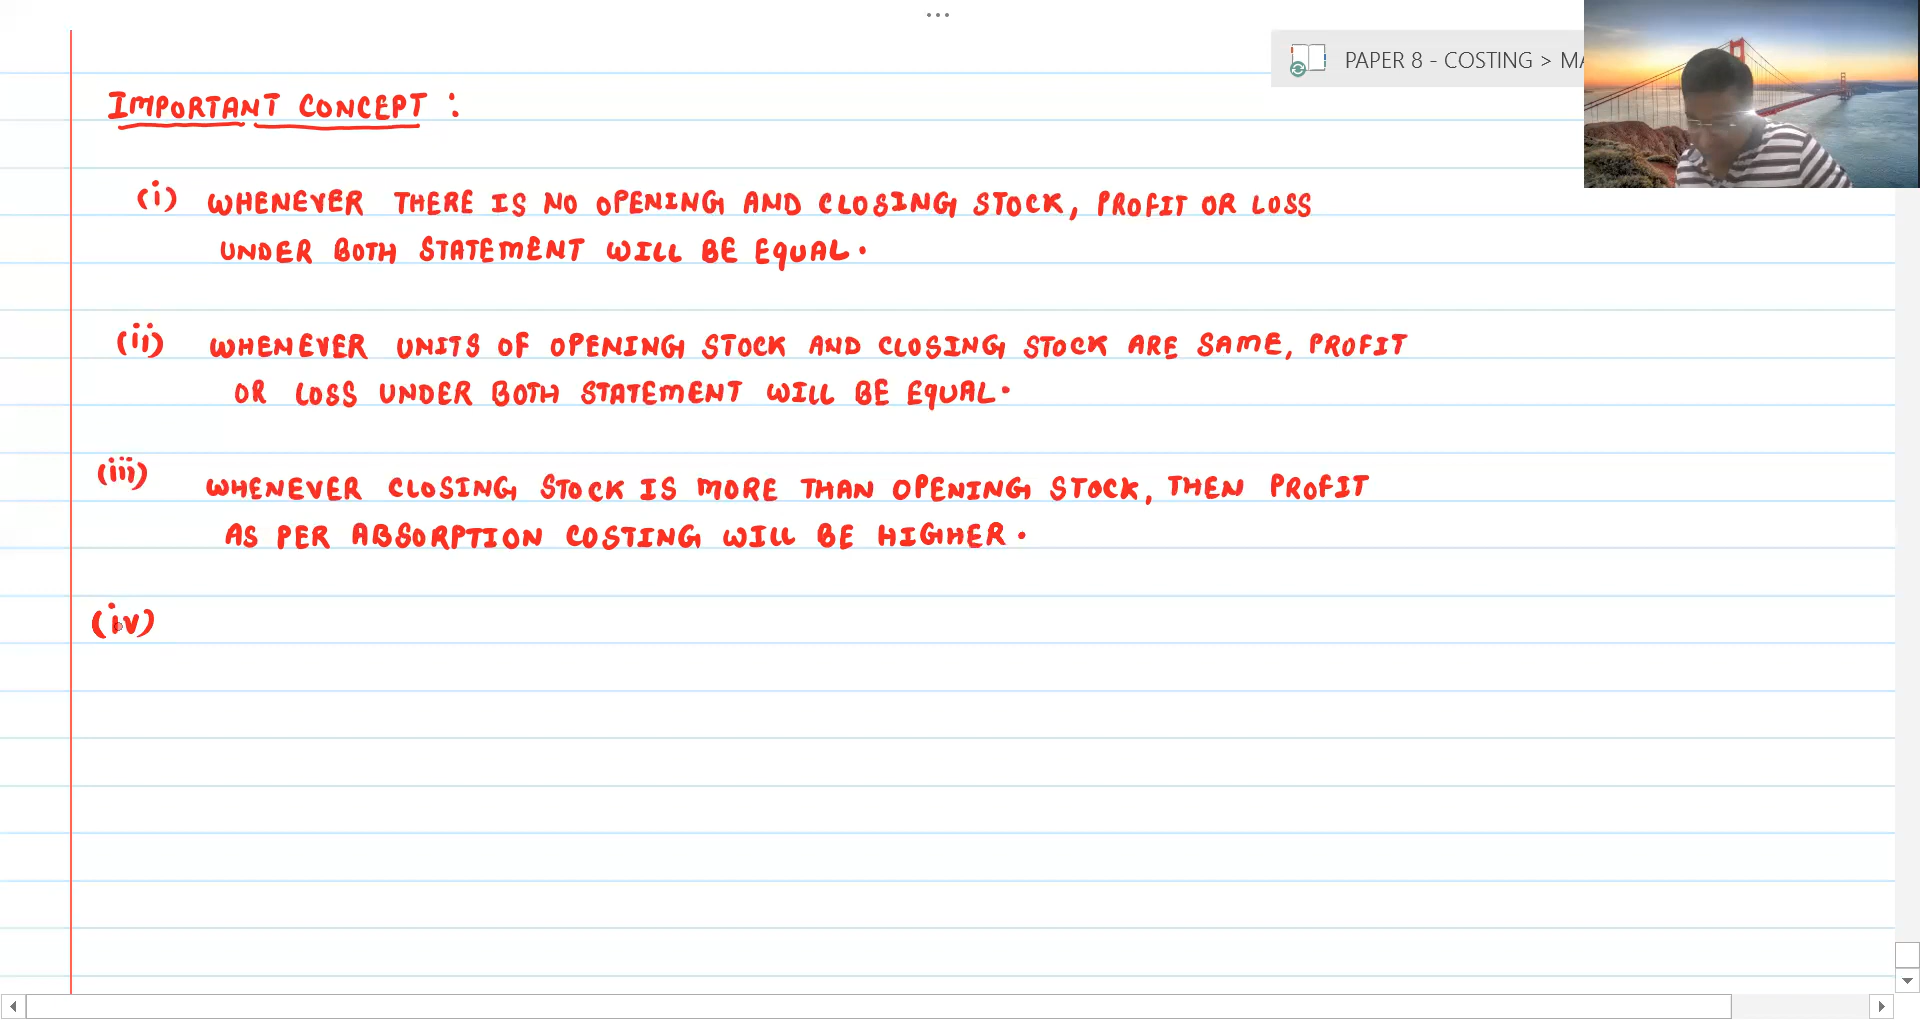 PAPER 8 - COSTING > MA
IMPORTANT CONCEPT :
(i) WHENEVER THERE IS NO OPENING AND CLOSING STOCK, PROFIT OR LOSS
UNDER BOTH STATEMENT WILL BE EQUAL.
(ii) WHENEVER UNITS OF OPENING STOCK AND CLOSING STOCK ARE SAME, PROFIT
OR LOSS UNDER BOTH STATEMENT WILL BE EQUAL.
(iii) WHENEVER CLOSING STOCK IS MORE THAN OPENING STOCK, THEN PROFIT
AS PER ABSORPTION COSTING WILL BE HIGHER.
(iv)